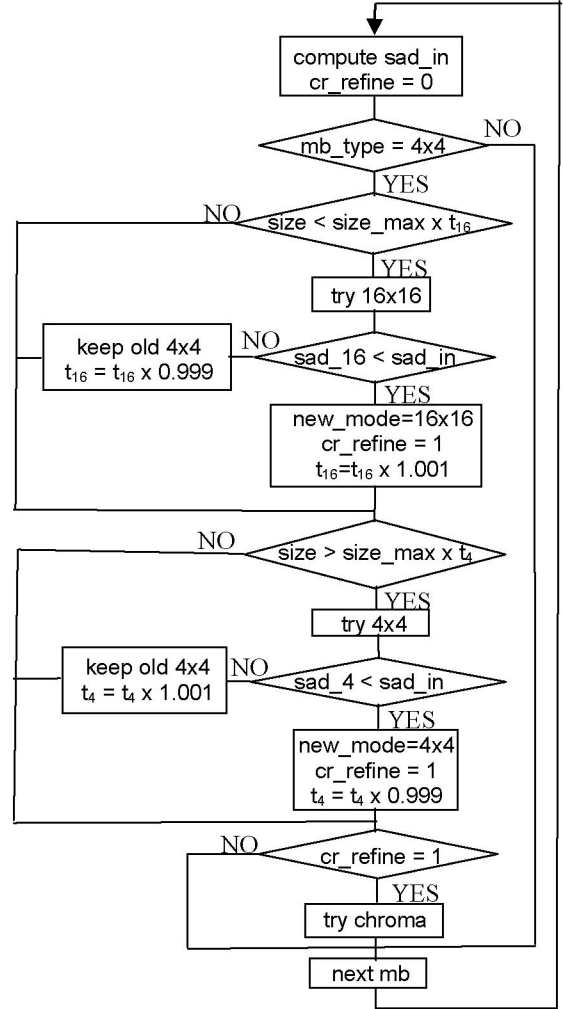 compute sad_in
cr_refine = 0
NO
mb_type = 4x4
YES
NO
size < size_max x t₁₆
YES
try 16x16
keep old 4x4
t₁₆ = t₁₆ x 0.999
NO
sad_16 < sad_in
YES
new_mode=16x16
cr_refine = 1
t₁₆=t₁₆ x 1.001
NO
size > size_max x t₄
YES
try 4x4
keep old 4x4
t₄ = t₄ x 1.001
NO
sad_4 < sad_in
YES
new_mode=4x4
cr_refine = 1
t₄ = t₄ x 0.999
NO
cr_refine = 1
YES
try chroma
next mb